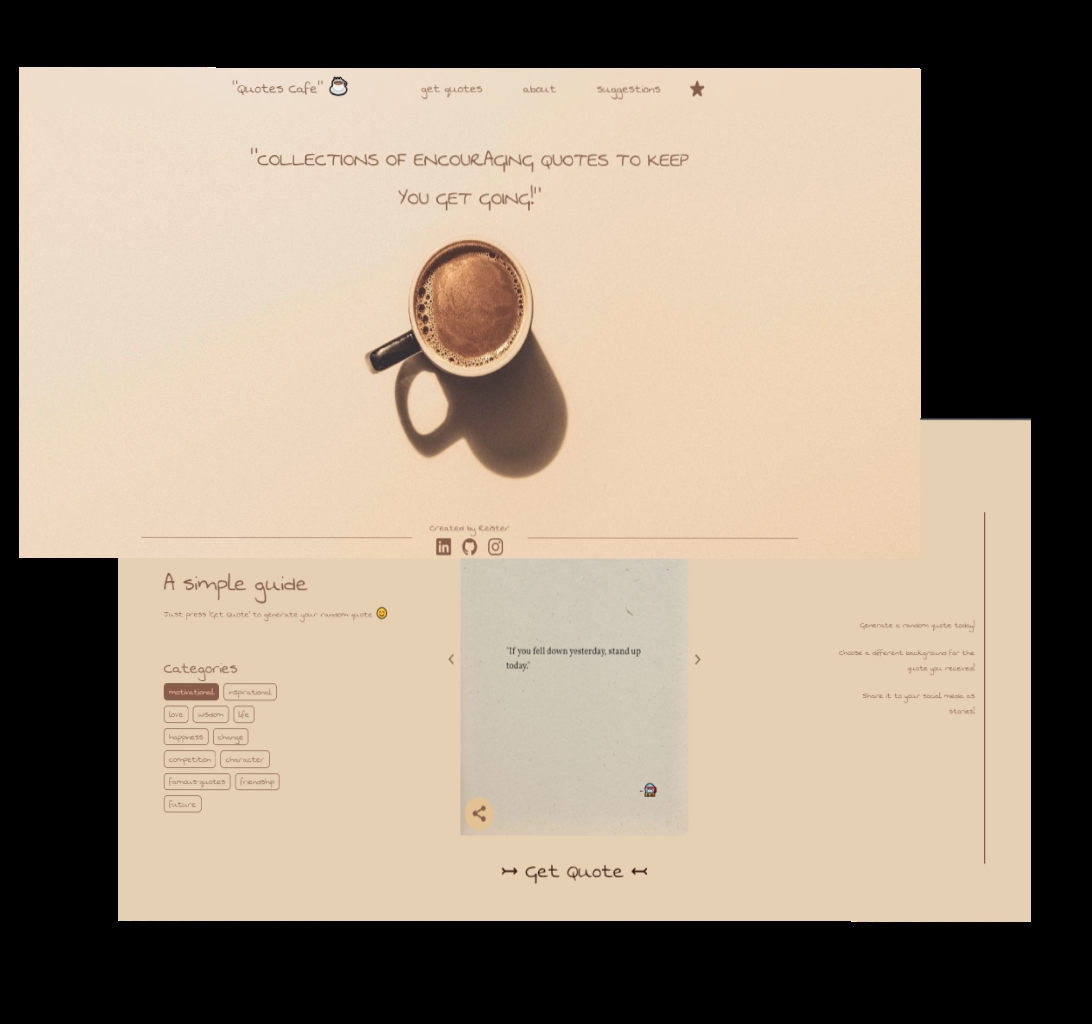 "Quotes Cafe"
get quotes
about
suggestions
"COLLECTIONS OF ENCOURAGING QUOTES TO KEEP
YOU GET GOING!"
Created by Reister
A simple guide
Just press 'Get Quote' to generate your random quote
Categories
motivational
inspirational
love
wisdom
life
happiness
change
competition
character
famous-quotes
friendship
future
"If you fell down yesterday, stand up
today."
Get Quote
Generate a random quote today!
Choose a different background for the
quote you received!
Share it to your social media as
stories!